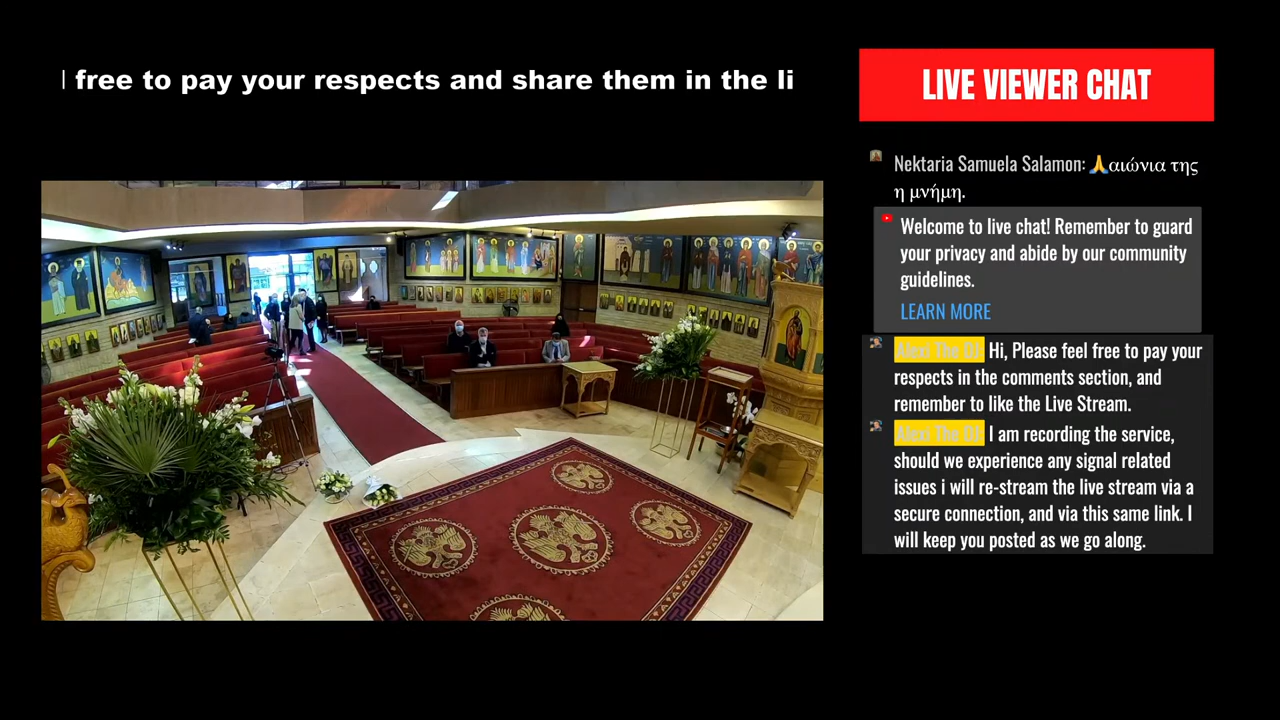 free to pay your respects and share them in the li
LIVE VIEWER CHAT
Nektaria Samuela Salamon: 🙏αιώνια της
η μνήμη.
Welcome to live chat! Remember to guard
your privacy and abide by our community
guidelines.
LEARN MORE
Alexi The DJ Hi, Please feel free to pay your
respects in the comments section, and
remember to like the Live Stream.
Alexi The DJ I am recording the service,
should we experience any signal related
issues i will re-stream the live stream via a
secure connection, and via this same link. I
will keep you posted as we go along.